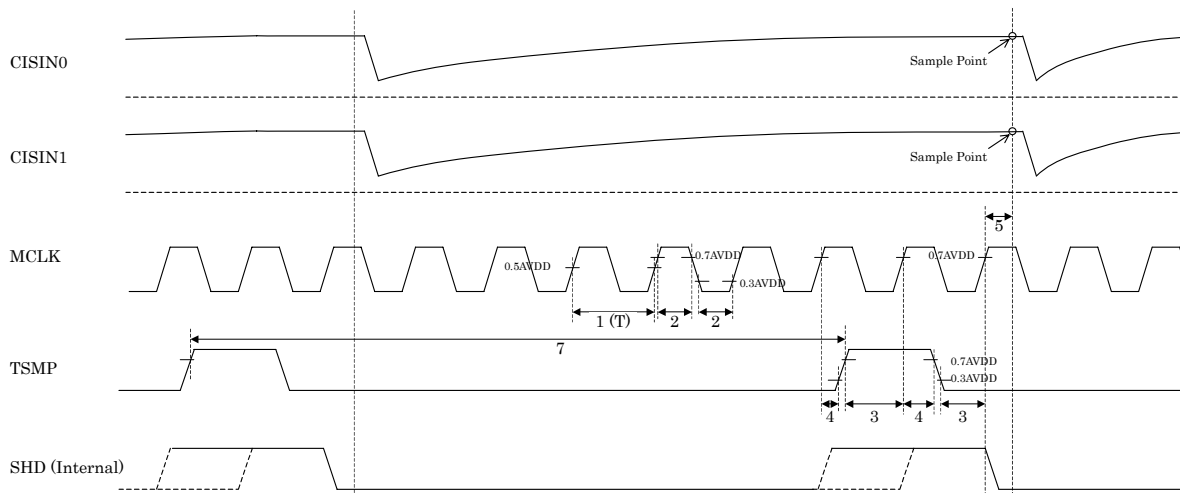 CISIN0
Sample Point
CISIN1
Sample Point
5
MCLK
0.5AVDD
0.7AVDD
0.3AVDD
0.7AVDD
1 (T)
2
2
7
TSMP
0.7AVDD
0.3AVDD
4
3
4
3
SHD (Internal)